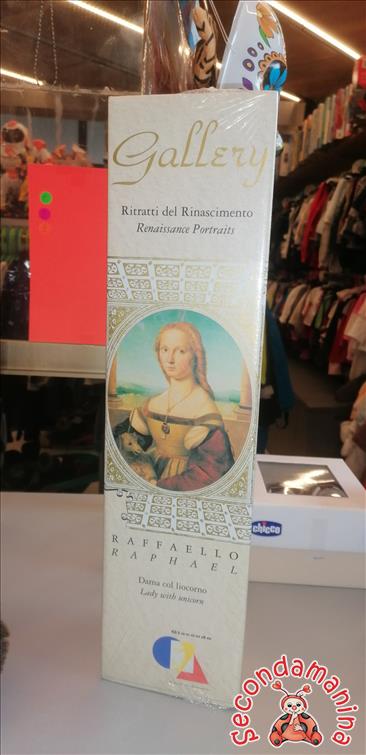 Gallery
Ritratti del Rinascimento
Renaissance Portraits
RAFFAELLO
RAPHAEL
Dama col liocorno
Lady with unicorn
chicco
Secondamanina